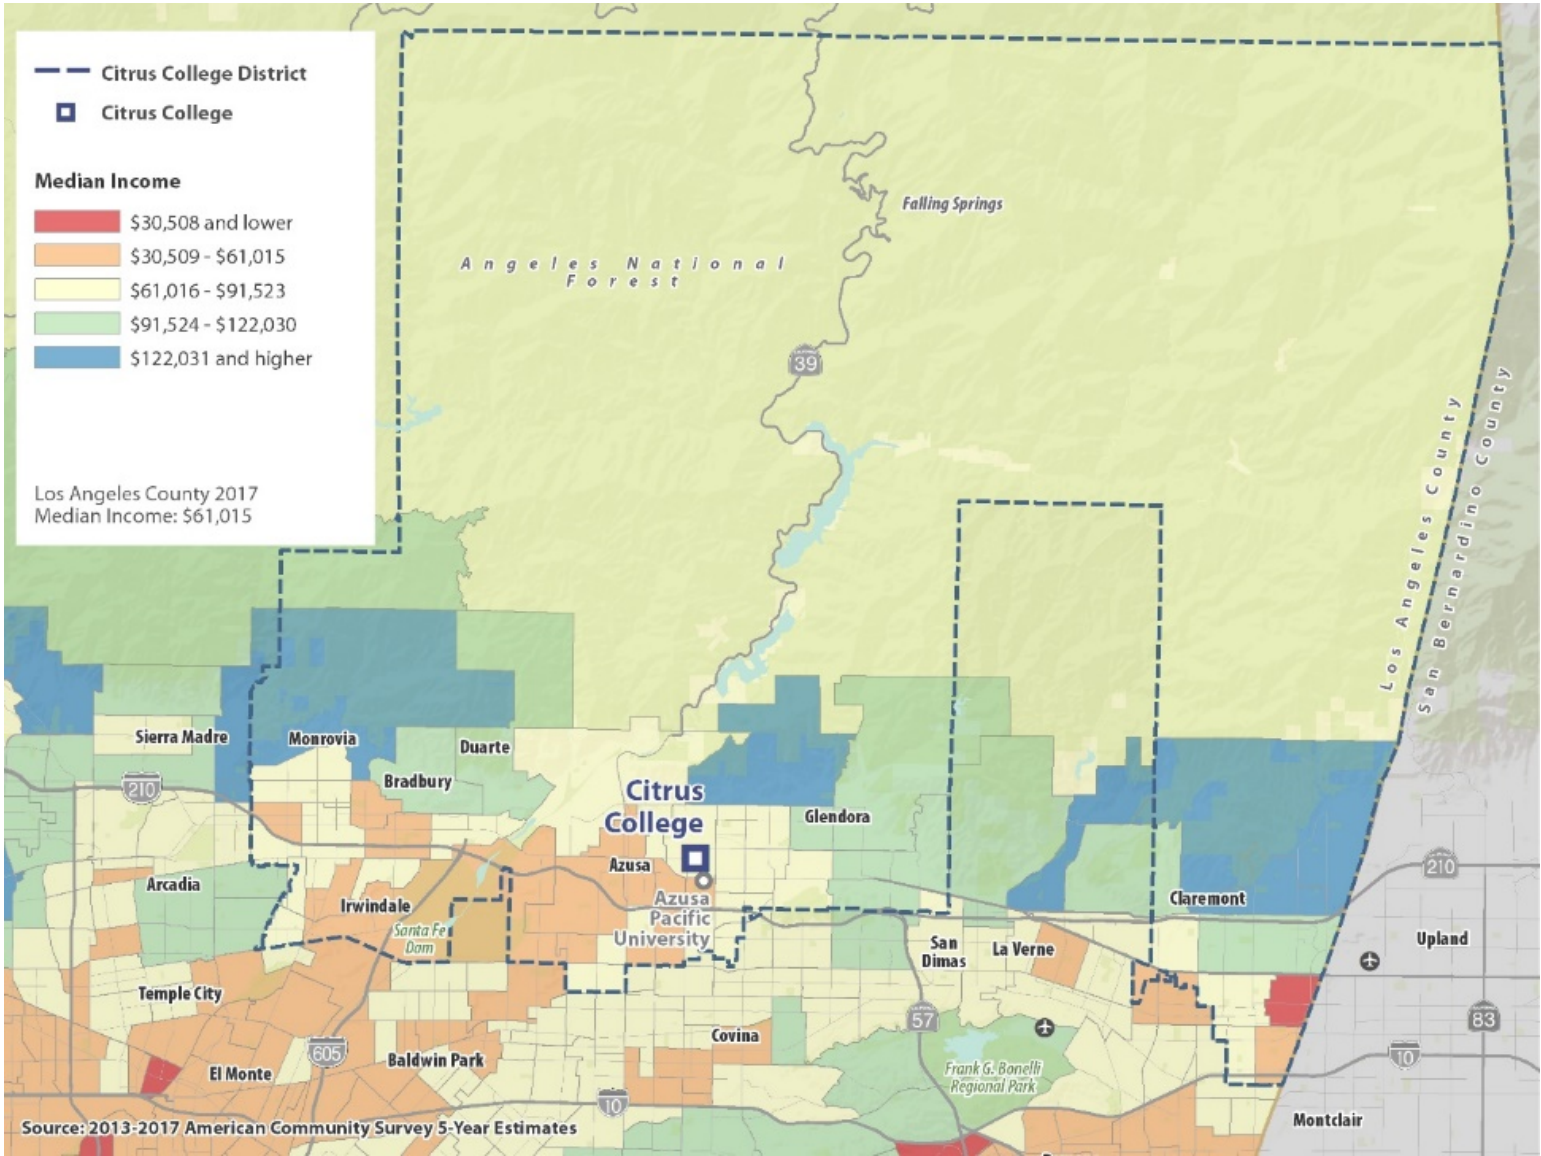 Citrus College District
Citrus College
Median Income
$30,508 and lower
$30,509 - $61,015
$61,016 - $91,523
$91,524 - $122,030
$122,031 and higher
Los Angeles County 2017
Median Income: $61,015
Falling Springs
Angeles National
Forest
39
Los Angeles County
San Bernardino County
Sierra Madre
Monrovia
Duarte
Bradbury
210
Citrus
College
Glendora
Azusa
Arcadia
Irwindale
Santa Fe
Dam
Azusa
Pacific
University
210
Claremont
San
Dimas
La Verne
Upland
Temple City
57
83
Covina
605
Baldwin Park
El Monte
10
Frank G. Bonelli
Regional Park
10
Montclair
Source: 2013-2017 American Community Survey 5-Year Estimates